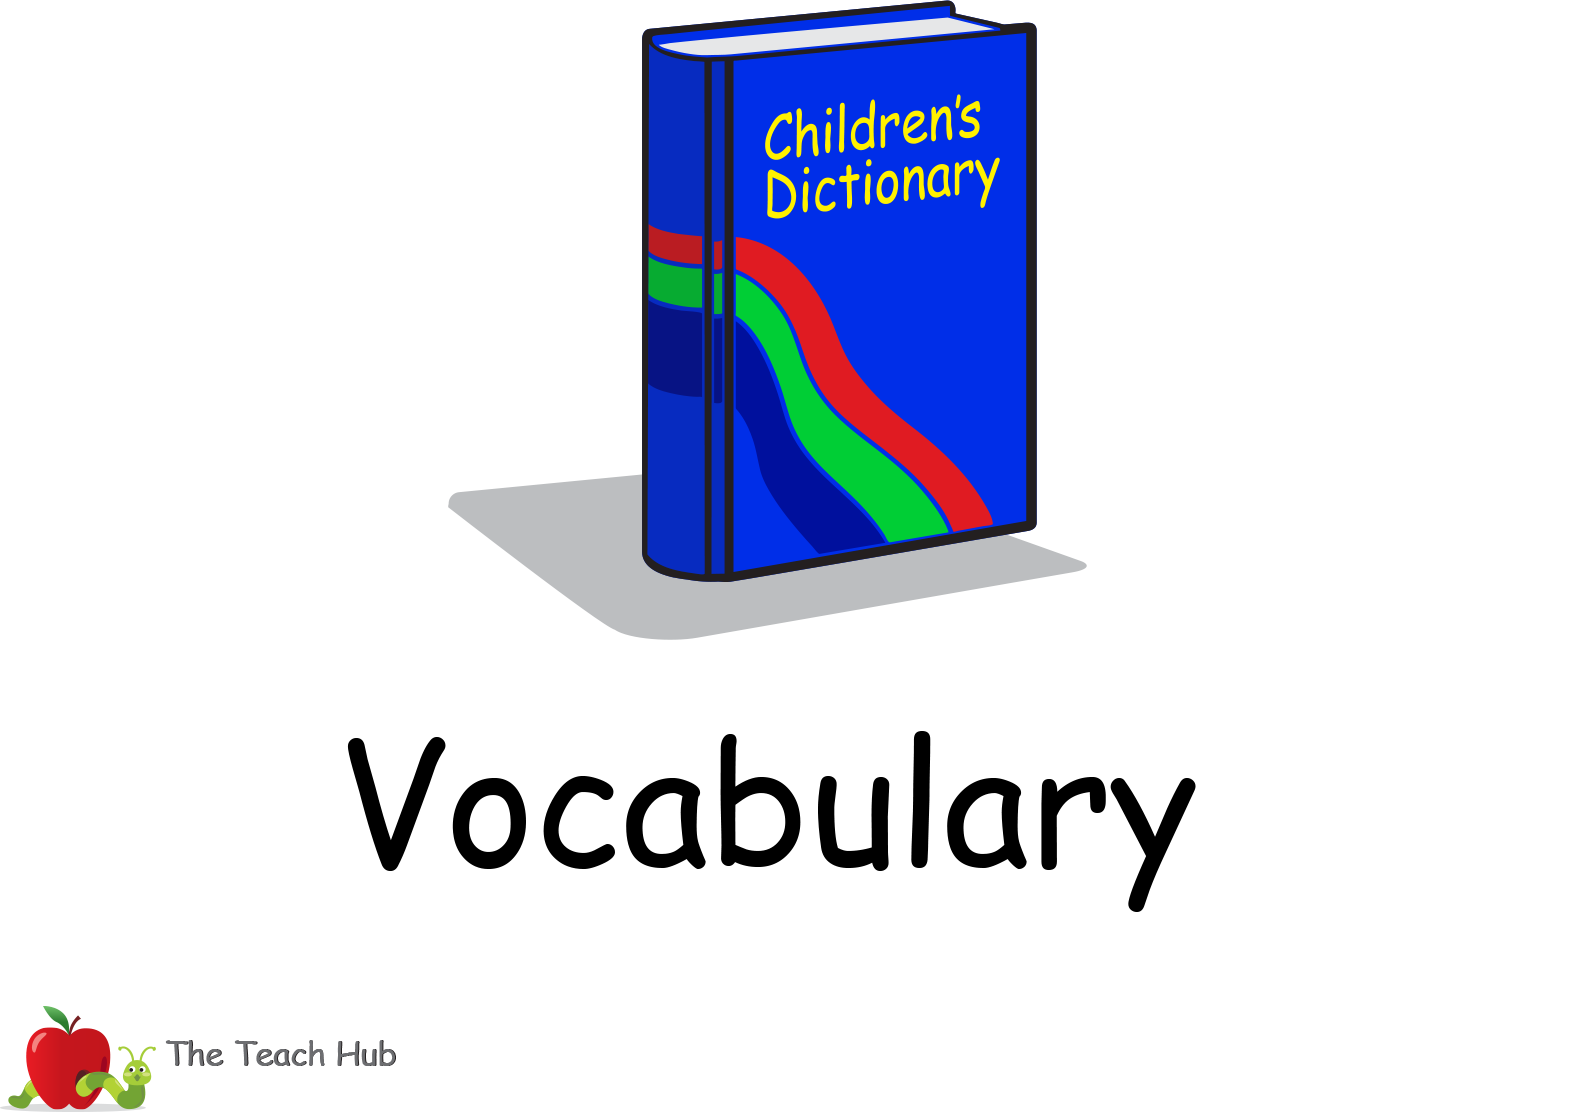 Children's
Dictionary
Vocabulary
The Teach Hub